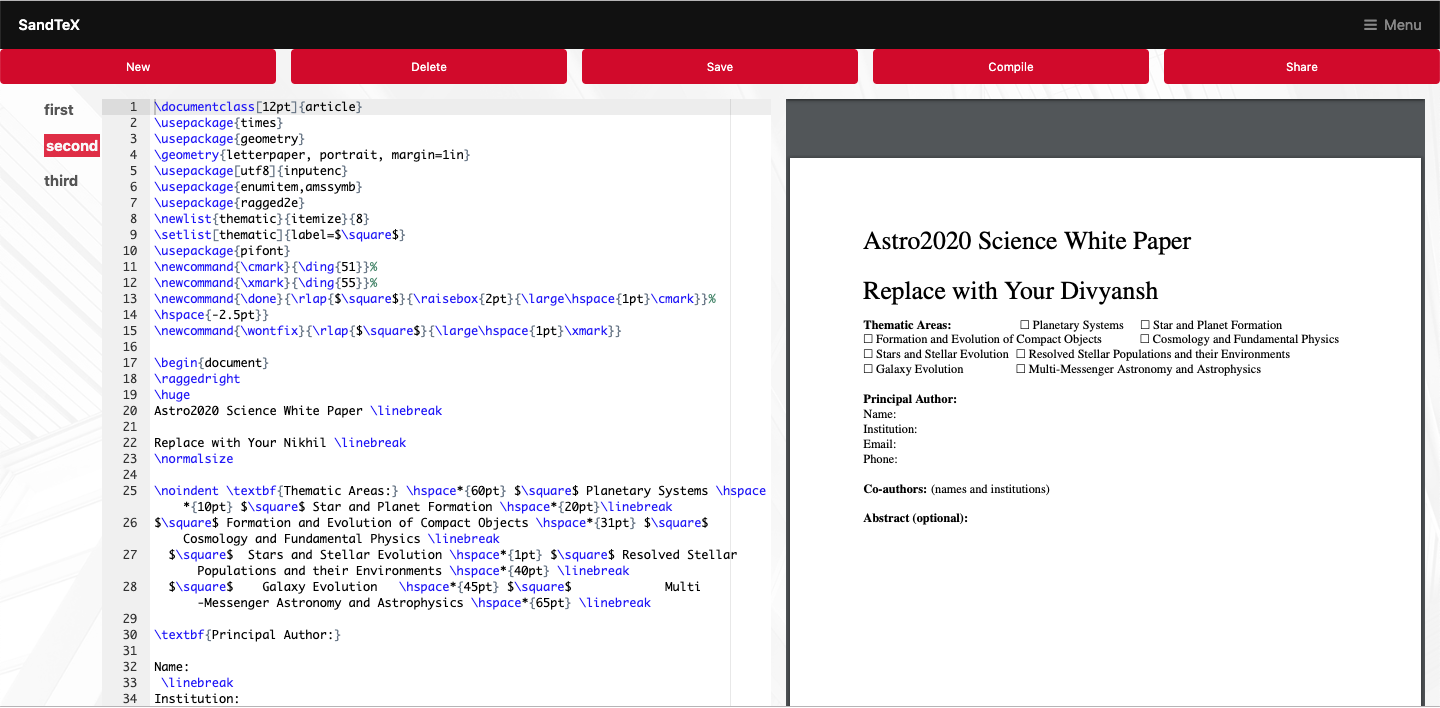 SandTeX
☰ Menu
New Delete Save Compile Share
first
second
third
1 \documentclass[12pt]{article}
2 \usepackage{times}
3 \usepackage{geometry}
4 \geometry{letterpaper, portrait, margin=1in}
5 \usepackage[utf8]{inputenc}
6 \usepackage{enumitem,amssymb}
7 \usepackage{ragged2e}
8 \newlist{thematic}{itemize}{8}
9 \setlist[thematic]{label=$\square$}
10 \usepackage{pifont}
11 \newcommand{\cmark}{\ding{51}}%
12 \newcommand{\xmark}{\ding{55}}%
13 \newcommand{\done}{\rlap{$\square$}{\raisebox{2pt}{\large\hspace{1pt}\cmark}}%
14 \hspace{-2.5pt}}
15 \newcommand{\wontfix}{\rlap{$\square$}{\large\hspace{1pt}\xmark}}
16
17 \begin{document}
18 \raggedright
19 \huge
20 Astro2020 Science White Paper \linebreak
21
22 Replace with Your Nikhil \linebreak
23 \normalsize
24
25 \noindent \textbf{Thematic Areas:} \hspace*{60pt} $\square$ Planetary Systems \hspace
*{10pt} $\square$ Star and Planet Formation \hspace*{20pt}\linebreak
26 $\square$ Formation and Evolution of Compact Objects \hspace*{31pt} $\square$
Cosmology and Fundamental Physics \linebreak
27 $\square$ Stars and Stellar Evolution \hspace*{1pt} $\square$ Resolved Stellar
Populations and their Environments \hspace*{40pt} \linebreak
28 $\square$ Galaxy Evolution \hspace*{45pt} $\square$ Multi
-Messenger Astronomy and Astrophysics \hspace*{65pt} \linebreak
29
30 \textbf{Principal Author:}
31
32 Name:
33 \linebreak
34 Institution:
Astro2020 Science White Paper
Replace with Your Divyansh
Thematic Areas: ☐ Planetary Systems ☐ Star and Planet Formation
☐ Formation and Evolution of Compact Objects ☐ Cosmology and Fundamental Physics
☐ Stars and Stellar Evolution ☐ Resolved Stellar Populations and their Environments
☐ Galaxy Evolution ☐ Multi-Messenger Astronomy and Astrophysics
Principal Author:
Name:
Institution:
Email:
Phone:
Co-authors: (names and institutions)
Abstract (optional):